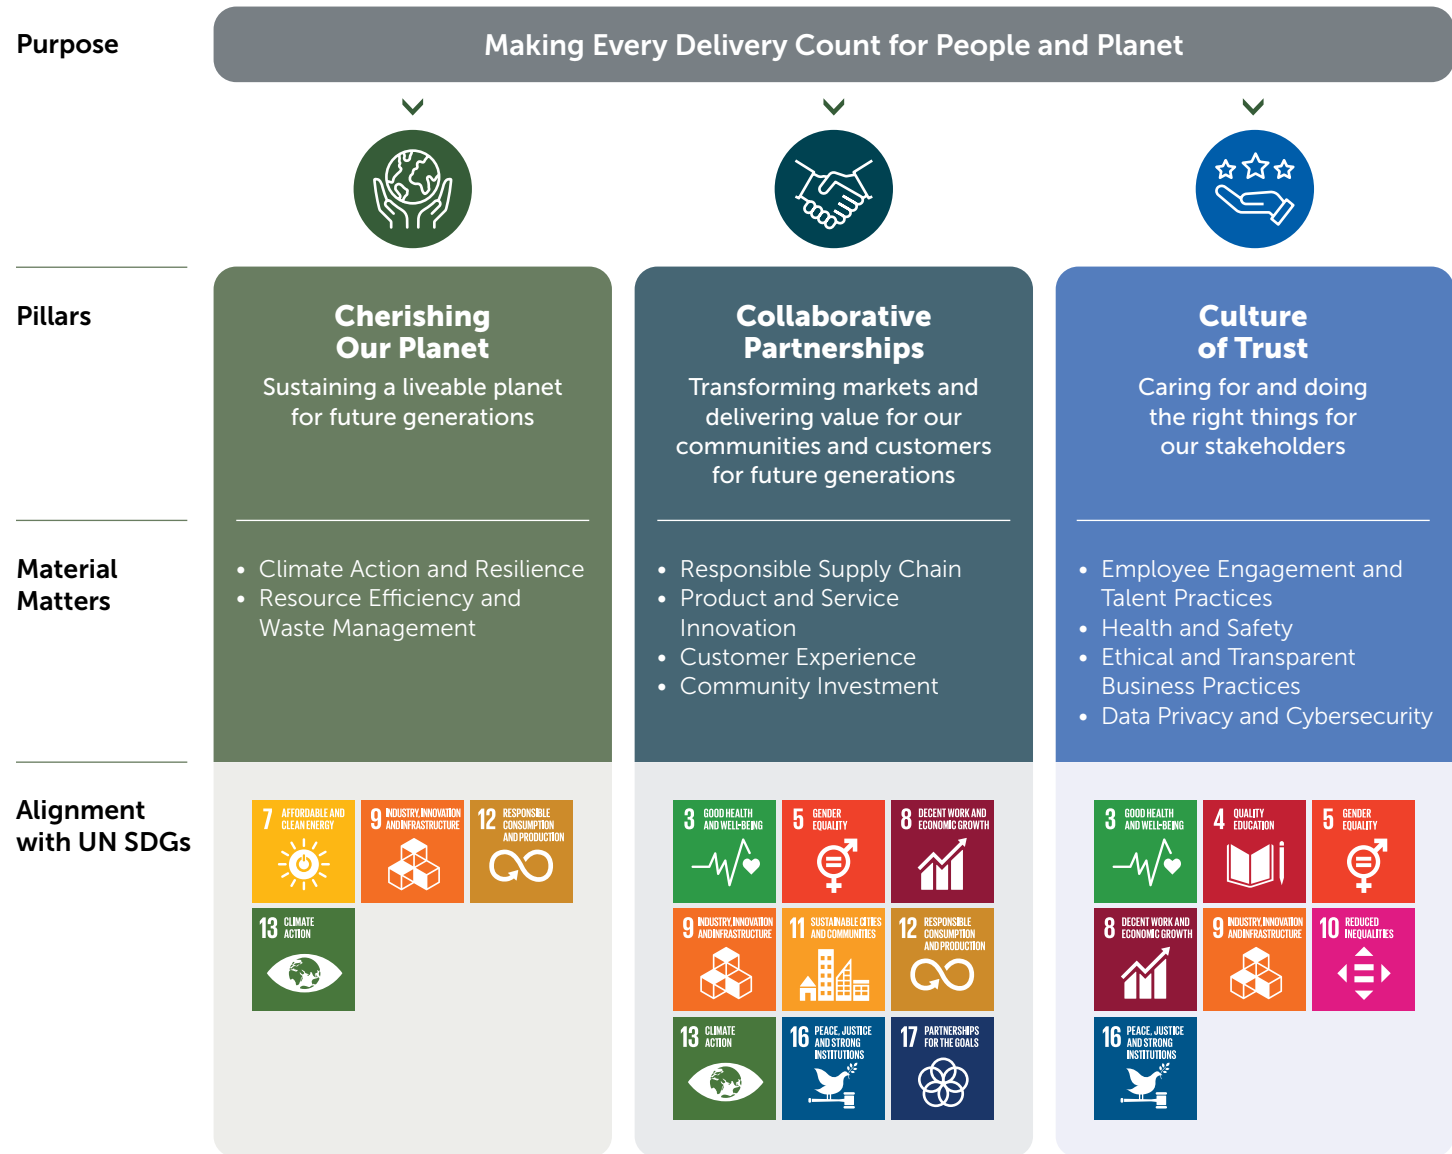 Purpose
Making Every Delivery Count for People and Planet
Pillars
Cherishing
Our Planet
Sustaining a liveable planet
for future generations
Collaborative
Partnerships
Transforming markets and
delivering value for our
communities and customers
for future generations
Culture
of Trust
Caring for and doing
the right things for
our stakeholders
Material
Matters
• Climate Action and Resilience
• Resource Efficiency and
Waste Management
• Responsible Supply Chain
• Product and Service
Innovation
• Customer Experience
• Community Investment
• Employee Engagement and
Talent Practices
• Health and Safety
• Ethical and Transparent
Business Practices
• Data Privacy and Cybersecurity
Alignment
with UN SDGs
7 AFFORDABLE AND
CLEAN ENERGY
9 INDUSTRY, INNOVATION
AND INFRASTRUCTURE
12 RESPONSIBLE
CONSUMPTION
AND PRODUCTION
13 CLIMATE
ACTION
3 GOOD HEALTH
AND WELL-BEING
5 GENDER
EQUALITY
8 DECENT WORK AND
ECONOMIC GROWTH
9 INDUSTRY, INNOVATION
AND INFRASTRUCTURE
11 SUSTAINABLE CITIES
AND COMMUNITIES
12 RESPONSIBLE
CONSUMPTION
AND PRODUCTION
13 CLIMATE
ACTION
16 PEACE, JUSTICE
AND STRONG
INSTITUTIONS
17 PARTNERSHIPS
FOR THE GOALS
3 GOOD HEALTH
AND WELL-BEING
4 QUALITY
EDUCATION
5 GENDER
EQUALITY
8 DECENT WORK AND
ECONOMIC GROWTH
9 INDUSTRY, INNOVATION
AND INFRASTRUCTURE
10 REDUCED
INEQUALITIES
16 PEACE, JUSTICE
AND STRONG
INSTITUTIONS